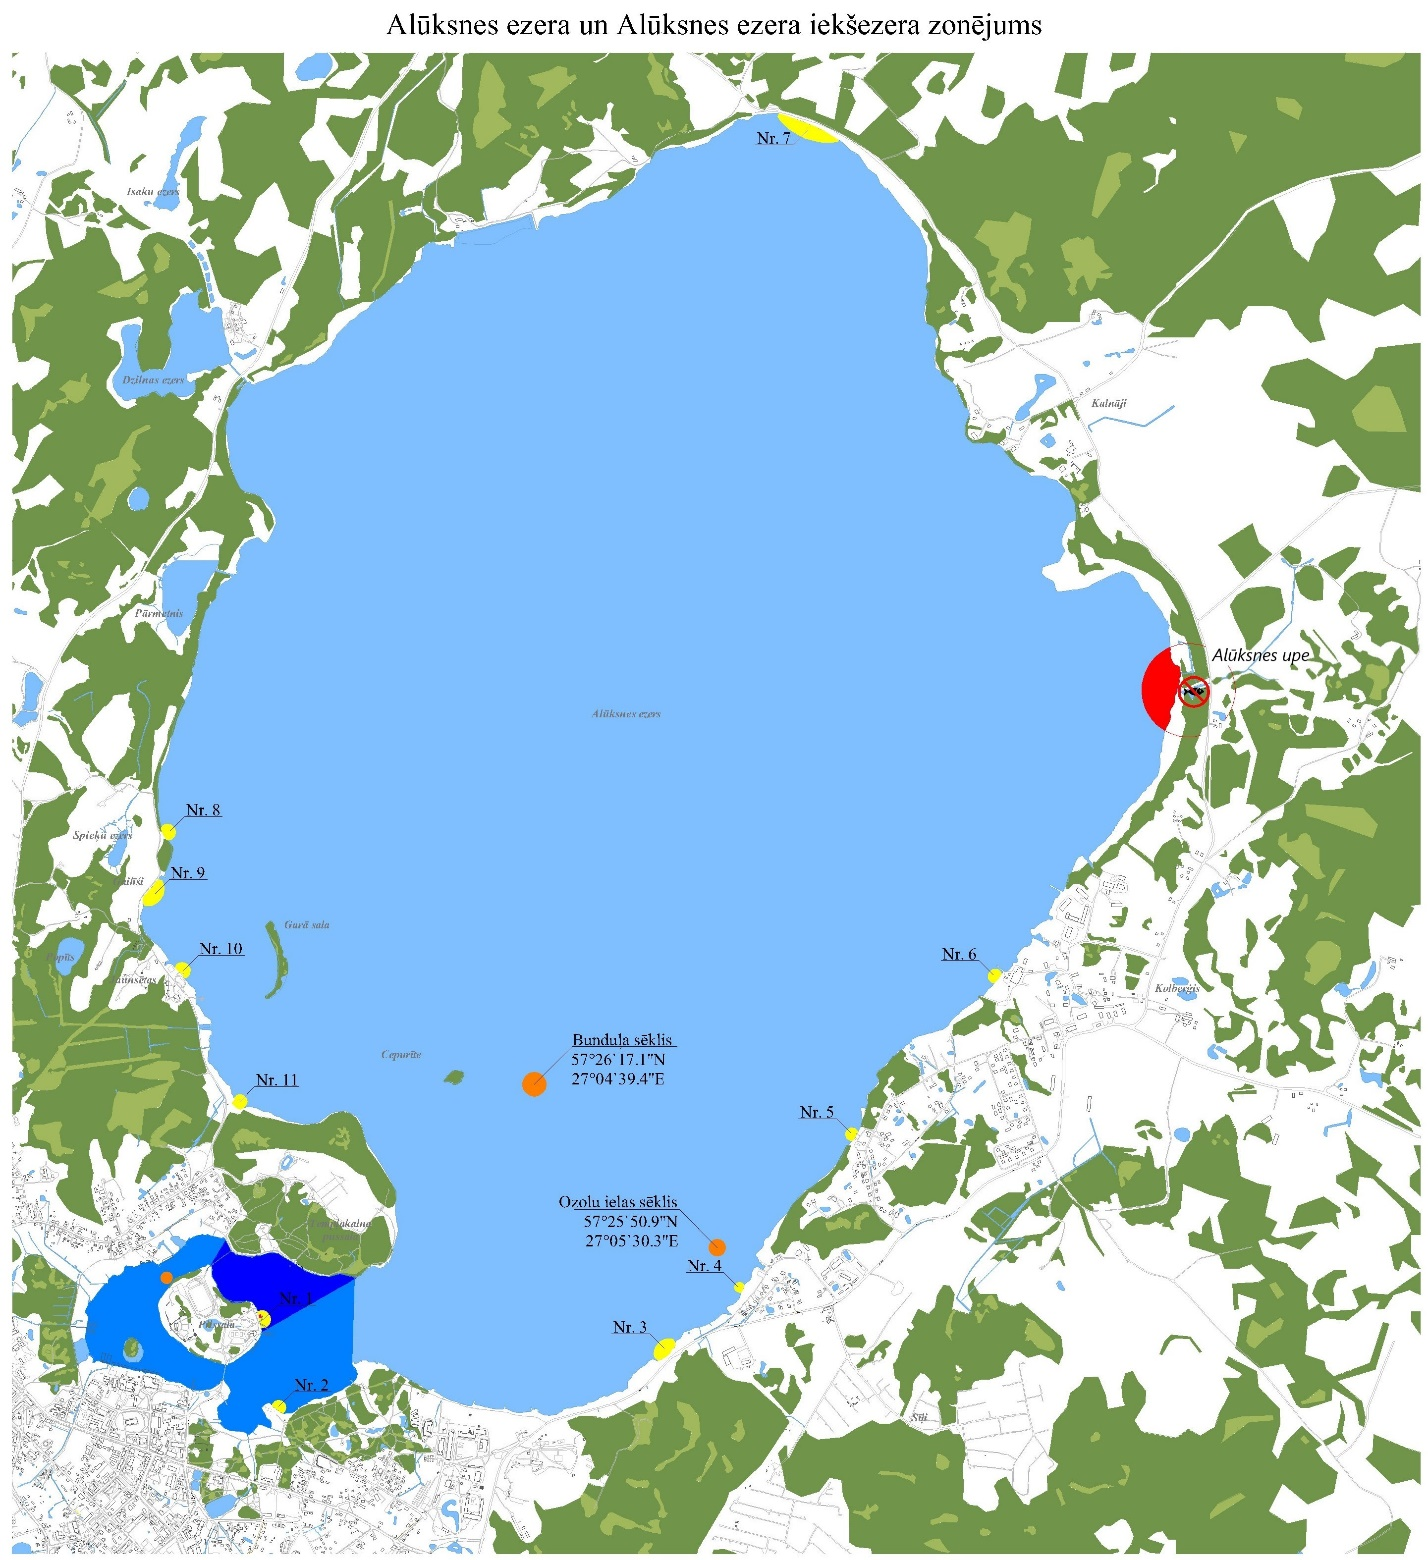 Alūksnes ezera un Alūksnes ezera iekšezera zonējums
Nr. 7
Isaku ezers
Dzilnas ezers
Kalnāji
Pārmetnis
Alūksnes upe
Alūksnes ezers
Nr. 8
Spiekū ezers
Nr. 9
Garā sala
Nr. 10
Nr. 6
Kolberģis
Bundula sēklis
57°26'17.1"N
27°04'39.4"E
Cepurīte
Nr. 11
Nr. 5
Ozolu ielas sēklis
57°25'50.9"N
27°05'30.3"E
Nr. 4
Nr. 1
Pilssala
Nr. 3
Nr. 2